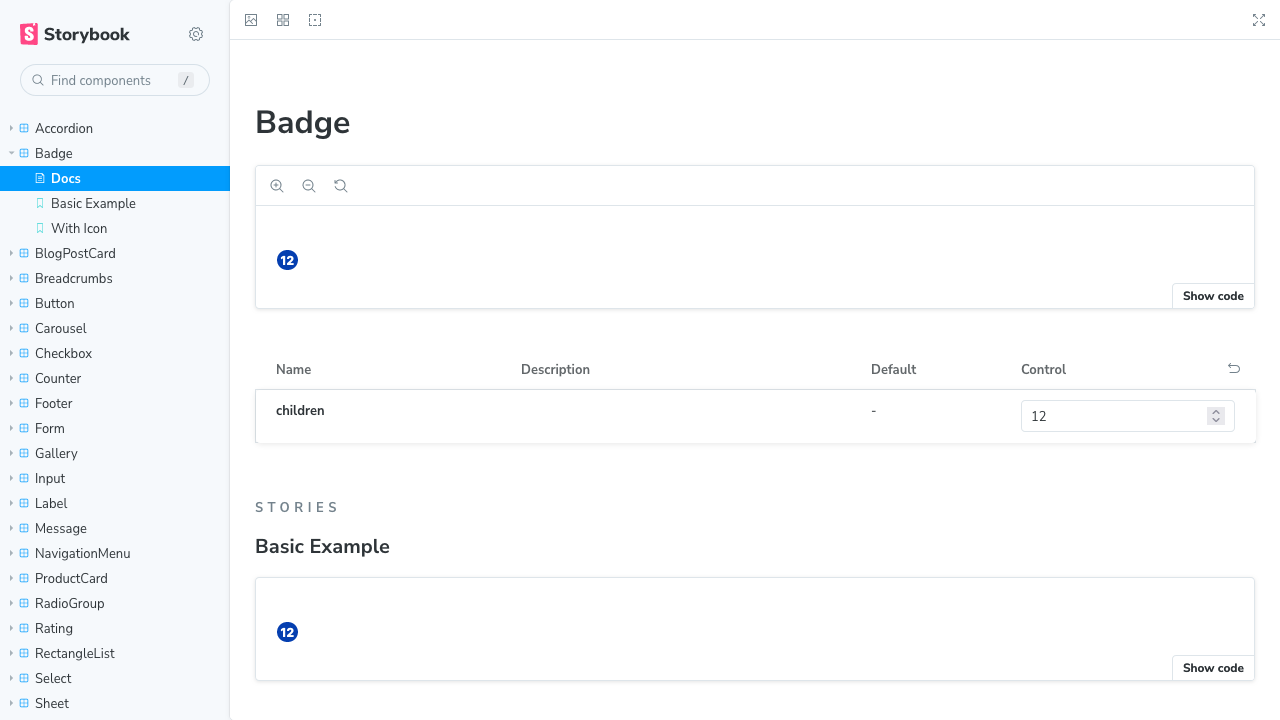 Storybook
Find components /
Accordion
Badge
Docs
Basic Example
With Icon
BlogPostCard
Breadcrumbs
Button
Carousel
Checkbox
Counter
Footer
Form
Gallery
Input
Label
Message
NavigationMenu
ProductCard
RadioGroup
Rating
RectangleList
Select
Sheet
Badge
12
Show code
Name Description Default Control
children - 12
STORIES
Basic Example
12
Show code